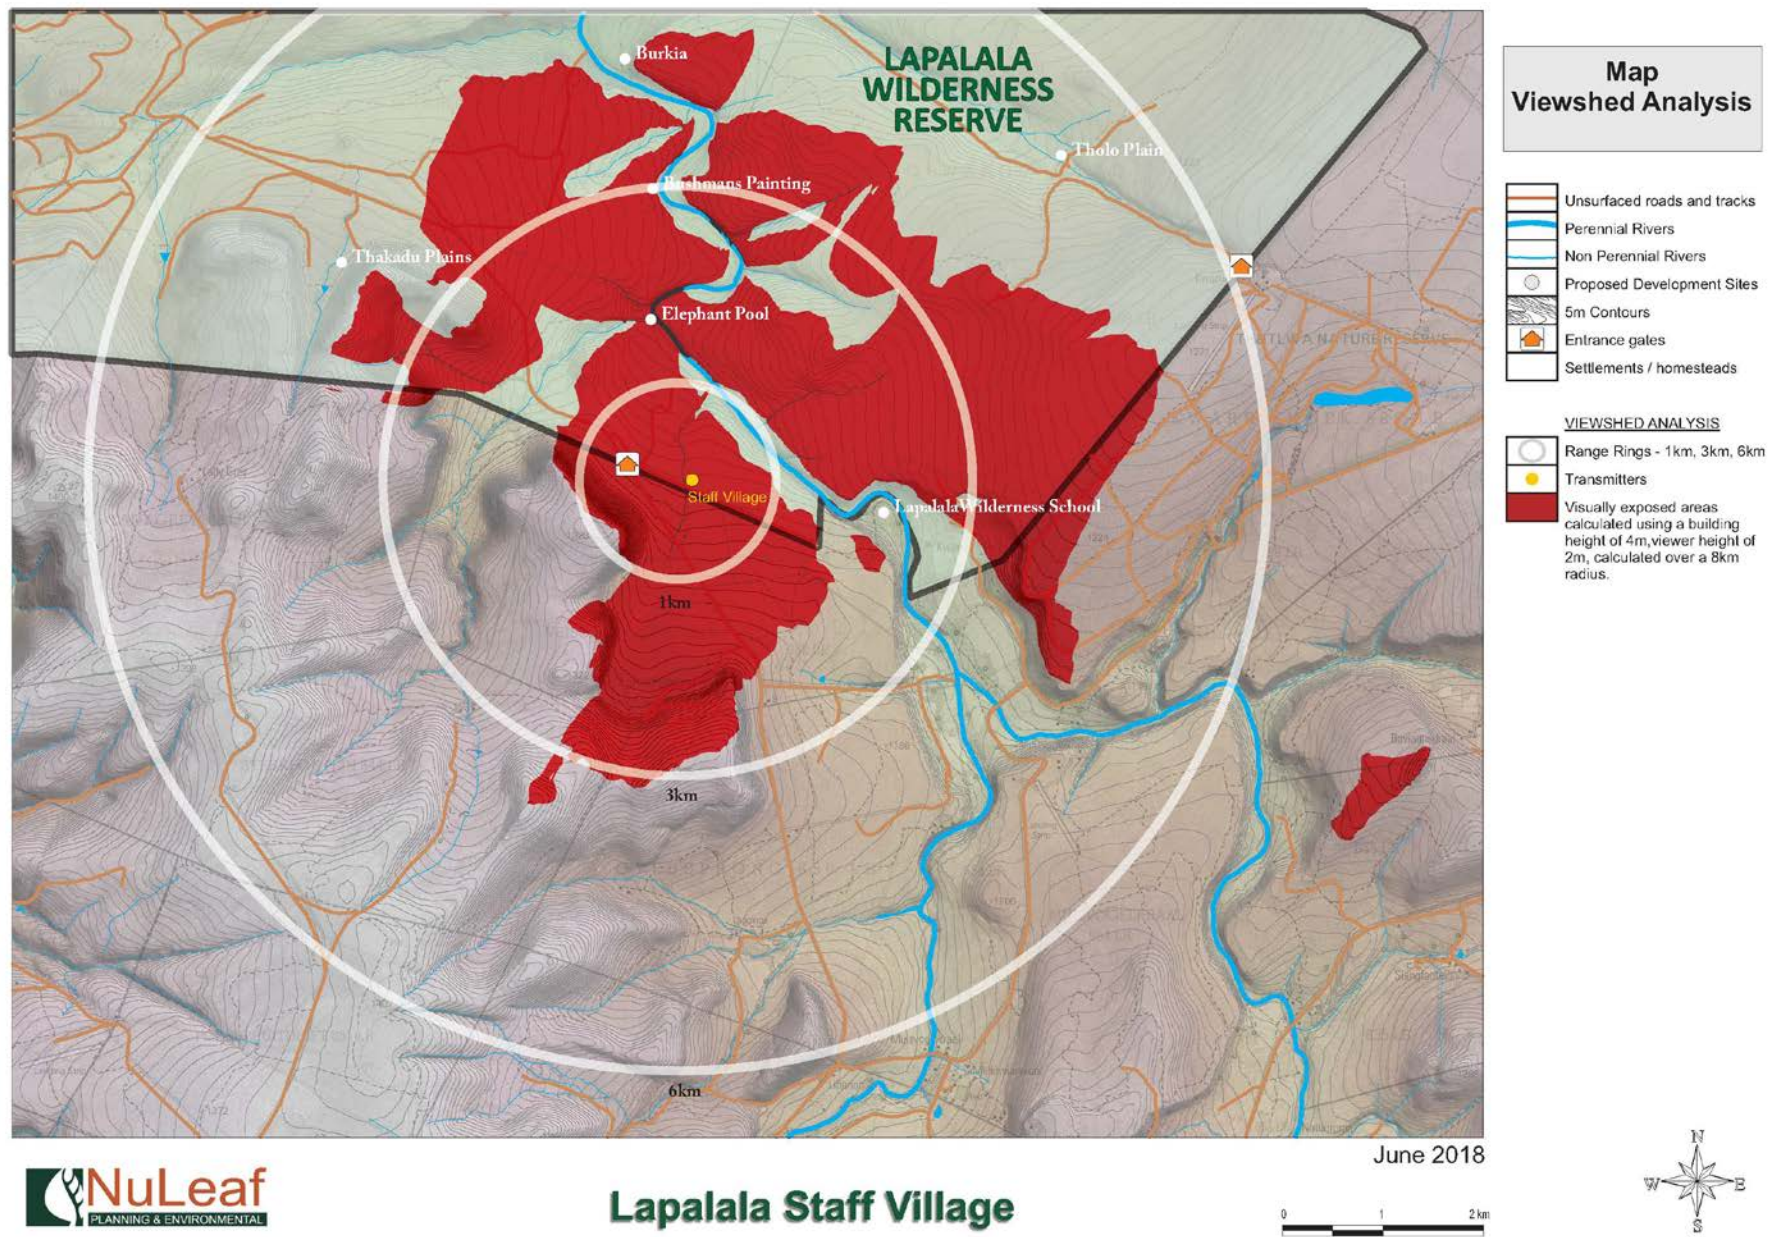 LAPALALA
WILDERNESS
RESERVE
Burkia
Tholo Plain
Bushmans Painting
Thakadu Plains
Elephant Pool
Staff Village
LapalalaWilderness School
1km
3km
6km
Map
Viewshed Analysis
Unsurfaced roads and tracks
Perennial Rivers
Non Perennial Rivers
Proposed Development Sites
5m Contours
Entrance gates
Settlements / homesteads
VIEWSHED ANALYSIS
Range Rings - 1km, 3km, 6km
Transmitters
Visually exposed areas
calculated using a building
height of 4m,viewer height of
2m, calculated over a 8km
radius.
June 2018
NuLeaf
PLANNING & ENVIRONMENTAL
Lapalala Staff Village
0 1 2 km
N
W E
S